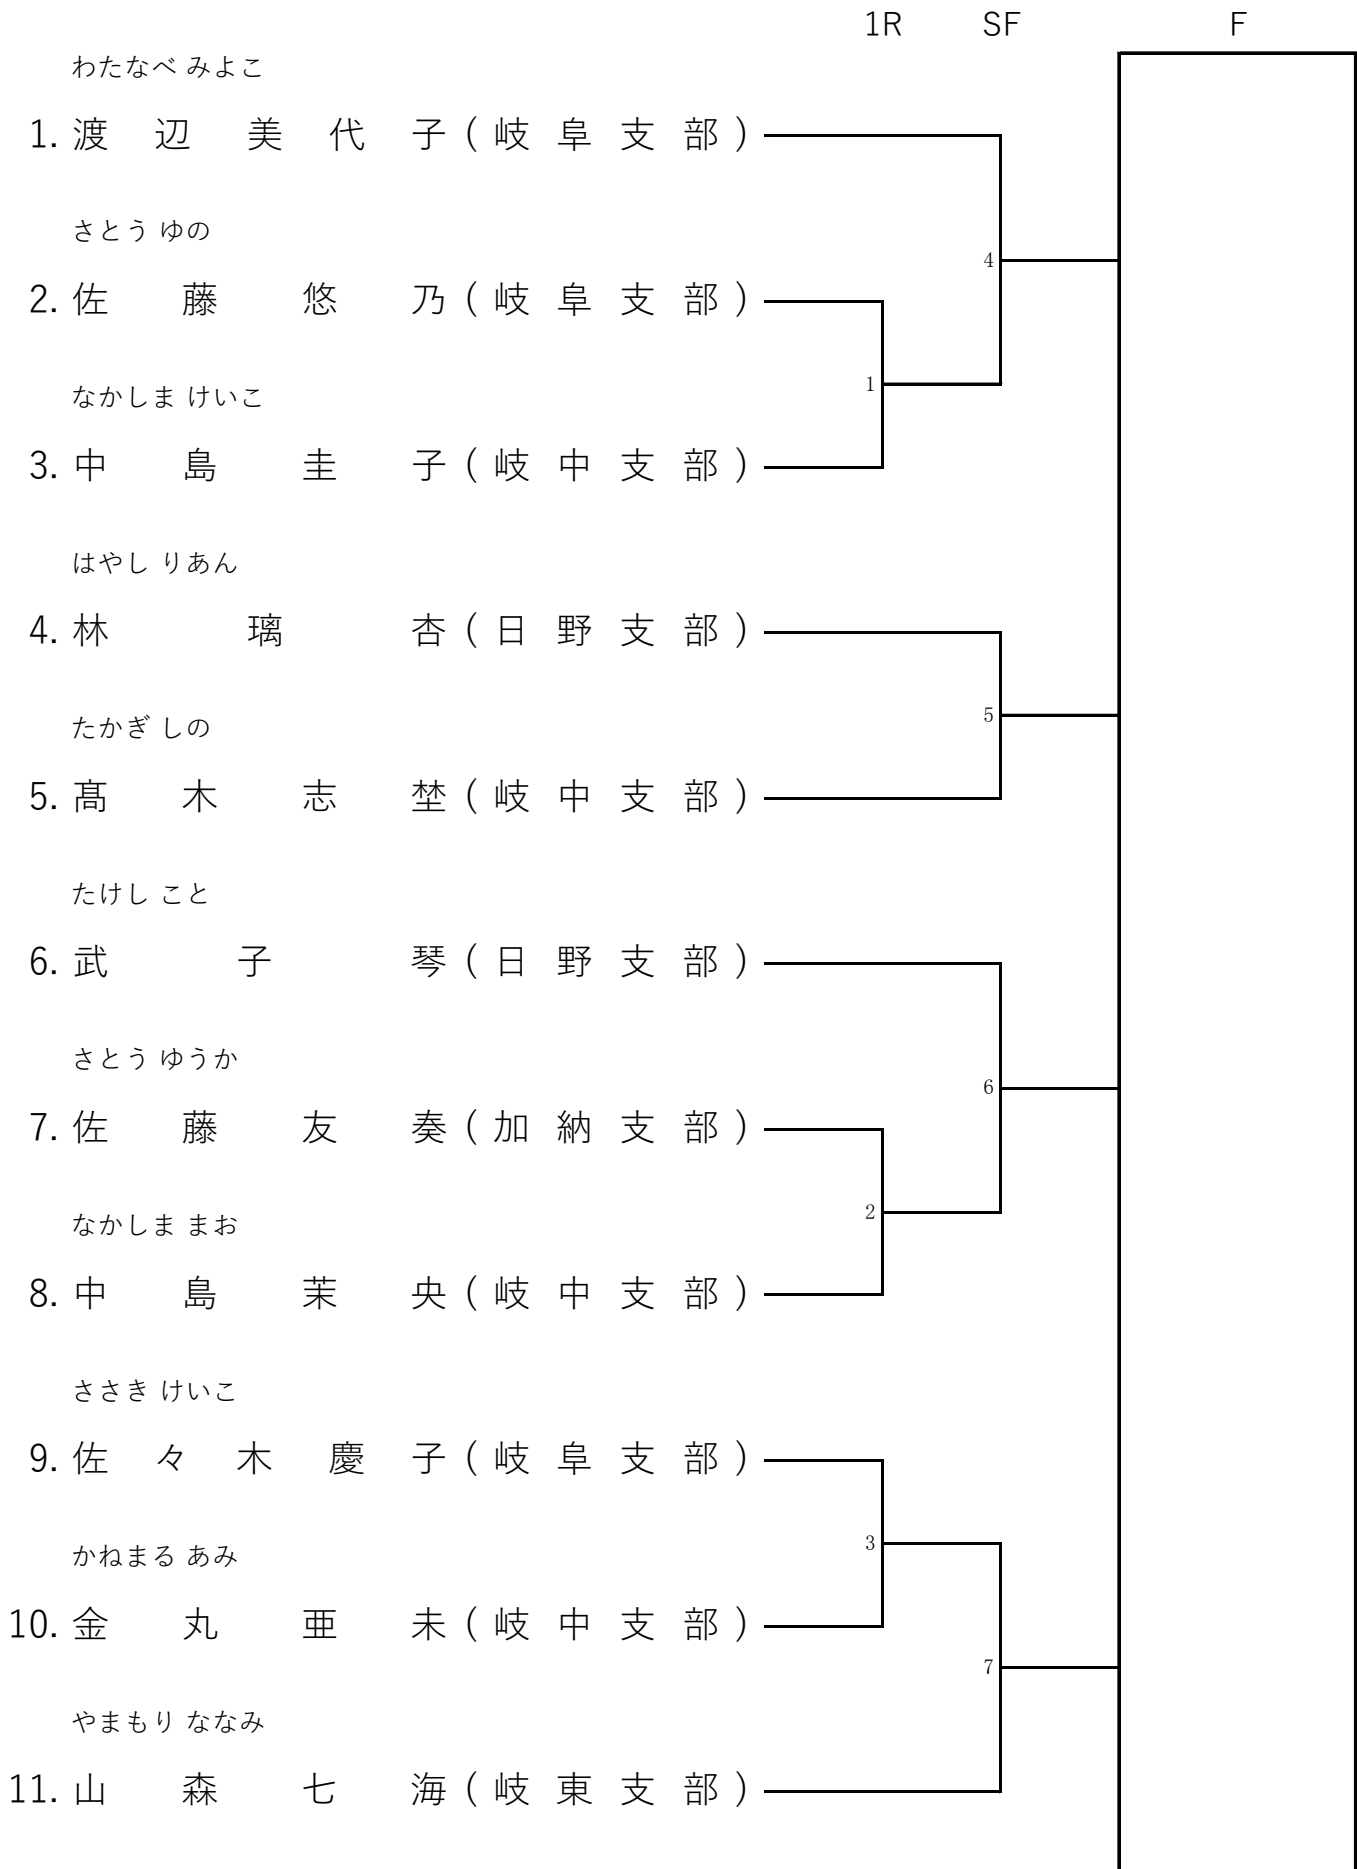 1R SF F
わたなべ みよこ
1. 渡辺美代子(岐阜支部)
さとう ゆの
4
2. 佐藤悠乃(岐阜支部)
なかしま けいこ
1
3. 中島圭子(岐中支部)
はやし りあん
4. 林璃杏(日野支部)
たかぎ しの
5
5. 髙木志埜(岐中支部)
たけし こと
6. 武子琴(日野支部)
さとう ゆうか
6
7. 佐藤友奏(加納支部)
なかしま まお
2
8. 中島茉央(岐中支部)
ささき けいこ
9. 佐々木慶子(岐阜支部)
かねまる あみ
3
10. 金丸亜未(岐中支部)
7
やまもり ななみ
11. 山森七海(岐東支部)